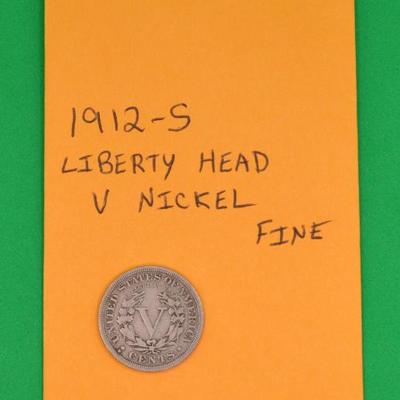 1912-S
LIBERTY HEAD
V NICKEL
FINE
UNITED STATES OF AMERICA
V
CENTS